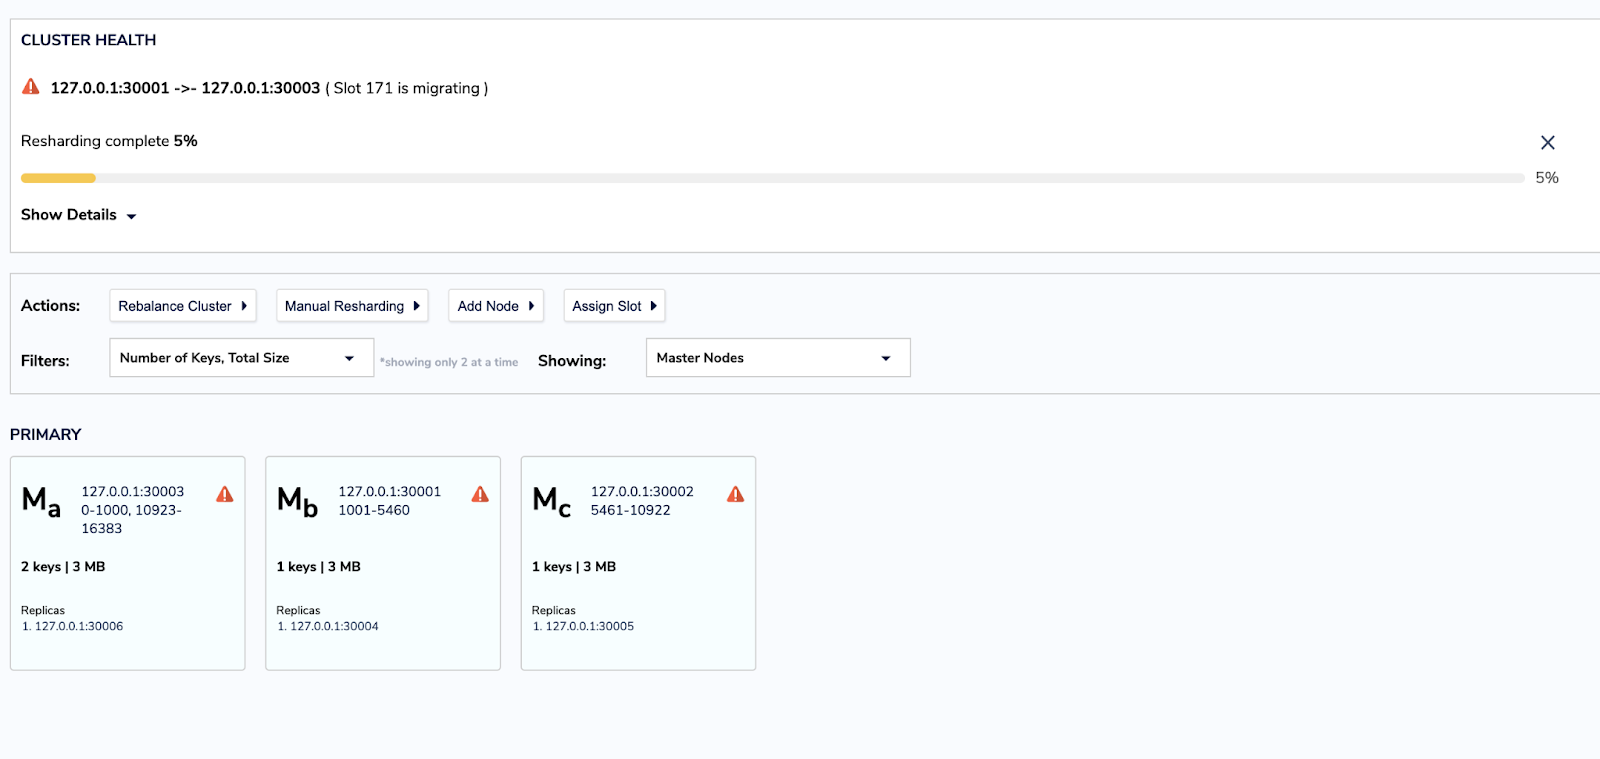 CLUSTER HEALTH
127.0.0.1:30001 ->- 127.0.0.1:30003 ( Slot 171 is migrating )
Resharding complete 5%
5%
Show Details
Actions: Rebalance Cluster Manual Resharding Add Node Assign Slot
Filters: Number of Keys, Total Size *showing only 2 at a time Showing: Master Nodes
PRIMARY
Ma
127.0.0.1:30003
0-1000, 10923-
16383
2 keys | 3 MB
Replicas
1. 127.0.0.1:30006
Mb
127.0.0.1:30001
1001-5460
1 keys | 3 MB
Replicas
1. 127.0.0.1:30004
Mc
127.0.0.1:30002
5461-10922
1 keys | 3 MB
Replicas
1. 127.0.0.1:30005